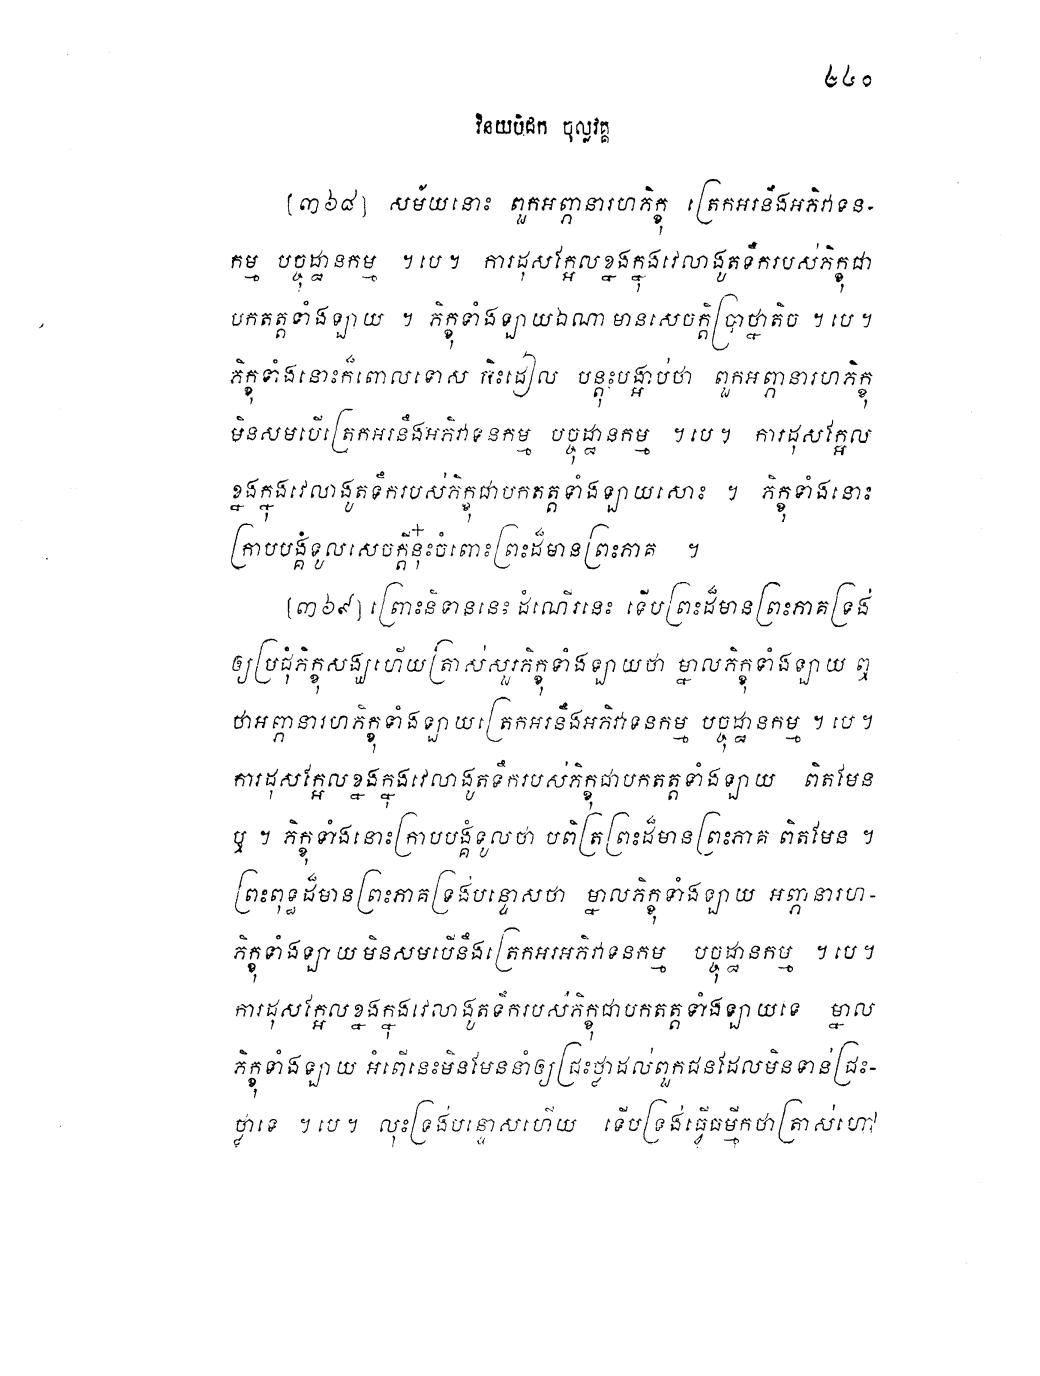 ៤៤០
វិនយបិដក ចុល្លវគ្គ
(៣៦៨) សម័យនោះ ពួកអញ្ញានារហភិក្ខុ ត្រេកអរនឹងអភិវាទន-
កម្ម បច្ចុដ្ឋានកម្ម ។ បេ ។ ការដុសក្អែលខ្នងក្នុងវេលាងូតទឹករបស់ភិក្ខុជា
បកតត្តទាំងឡាយ ។ ភិក្ខុទាំងឡាយឯណា មានសេចក្តីប្រាថ្នាតិច ។ បេ ។
ភិក្ខុទាំងនោះក៏ពោលទោស តិះដៀល បន្តុះបង្អាប់ថា ពួកអញ្ញានារហភិក្ខុ
មិនសមបើត្រេកអរនឹងអភិវាទនកម្ម បច្ចុដ្ឋានកម្ម ។ បេ ។ ការដុសក្អែល
ខ្នងក្នុងវេលាងូតទឹករបស់ភិក្ខុជាបកតត្តទាំងឡាយសោះ ។ ភិក្ខុទាំងនោះ
ក្រាបបង្គំទូលសេចក្តីនុ៎ះចំពោះព្រះដ៏មានព្រះភាគ ។
(៣៦៩) ព្រោះនិទាននេះ ដំណើរនេះ ទើបព្រះដ៏មានព្រះភាគទ្រង់
ឲ្យប្រជុំភិក្ខុសង្ឃហើយត្រាស់សួរភិក្ខុទាំងឡាយថា ម្នាលភិក្ខុទាំងឡាយ ឮ
ថាអញ្ញានារហភិក្ខុទាំងឡាយត្រេកអរនឹងអភិវាទនកម្ម បច្ចុដ្ឋានកម្ម ។ បេ ។
ការដុសក្អែលខ្នងក្នុងវេលាងូតទឹករបស់ភិក្ខុជាបកតត្តទាំងឡាយ ពិតមែន
ឬ ។ ភិក្ខុទាំងនោះក្រាបបង្គំទូលថា បពិត្រព្រះដ៏មានព្រះភាគ ពិតមែន ។
ព្រះពុទ្ធដ៏មានព្រះភាគទ្រង់បន្ទោសថា ម្នាលភិក្ខុទាំងឡាយ អញ្ញានារហ-
ភិក្ខុទាំងឡាយ មិនសមបើនឹងត្រេកអរអភិវាទនកម្ម បច្ចុដ្ឋានកម្ម ។ បេ ។
ការដុសក្អែលខ្នងក្នុងវេលាងូតទឹករបស់ភិក្ខុជាបកតត្តទាំងឡាយទេ ម្នាល
ភិក្ខុទាំងឡាយ អំពើនេះមិនមែននាំឲ្យជ្រះថ្លាដល់ពួកជនដែលមិនទាន់ជ្រះ-
ថ្លាទេ ។ បេ ។ លុះទ្រង់បន្ទោសហើយ ទើបទ្រង់ធ្វើធម្មីកថាត្រាស់ហៅ